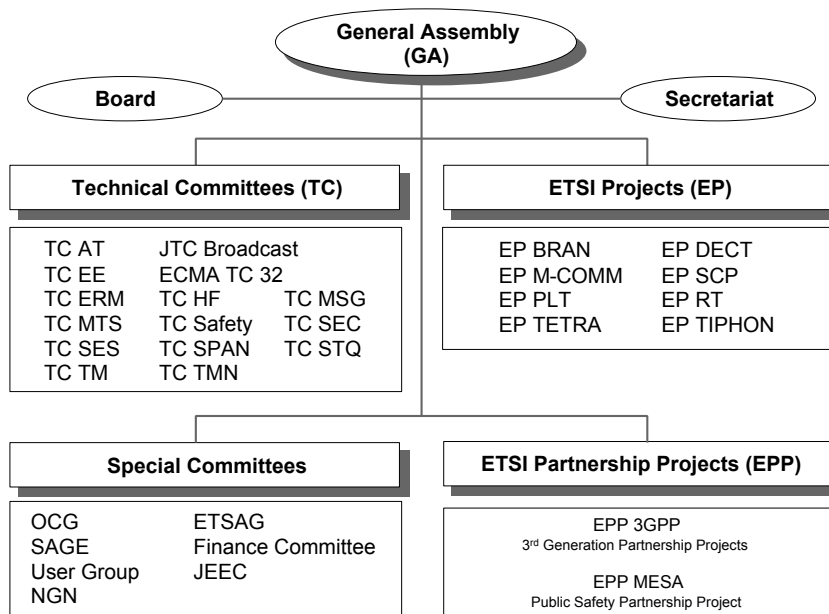 General Assembly
(GA)
Board
Secretariat
Technical Committees (TC)
TC AT JTC Broadcast
TC EE ECMA TC 32
TC ERM TC HF TC MSG
TC MTS TC Safety TC SEC
TC SES TC SPAN TC STQ
TC TM TC TMN
ETSI Projects (EP)
EP BRAN EP DECT
EP M-COMM EP SCP
EP PLT EP RT
EP TETRA EP TIPHON
Special Committees
OCG ETSAG
SAGE Finance Committee
User Group JEEC
NGN
ETSI Partnership Projects (EPP)
EPP 3GPP
3rd Generation Partnership Projects
EPP MESA
Public Safety Partnership Project